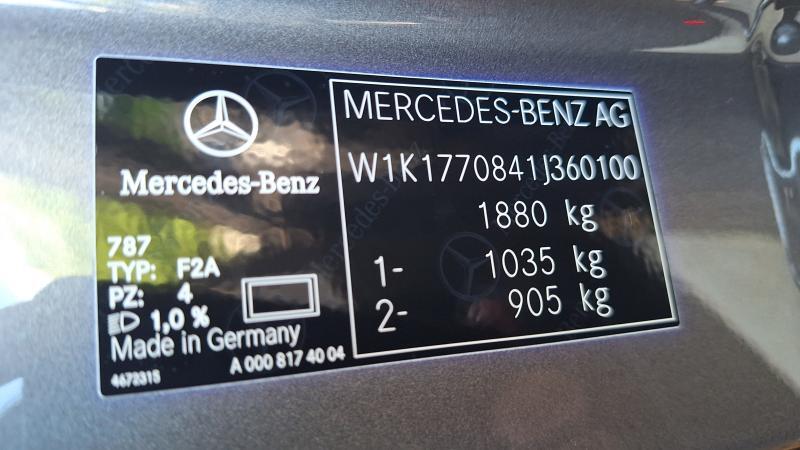 Mercedes-Benz
787
TYP: F2A
PZ: 4
1,0 %
Made in Germany
A 000 817 40 04
4672315
MERCEDES-BENZ AG
W1K1770841J360100
1880 kg
1- 1035 kg
2- 905 kg